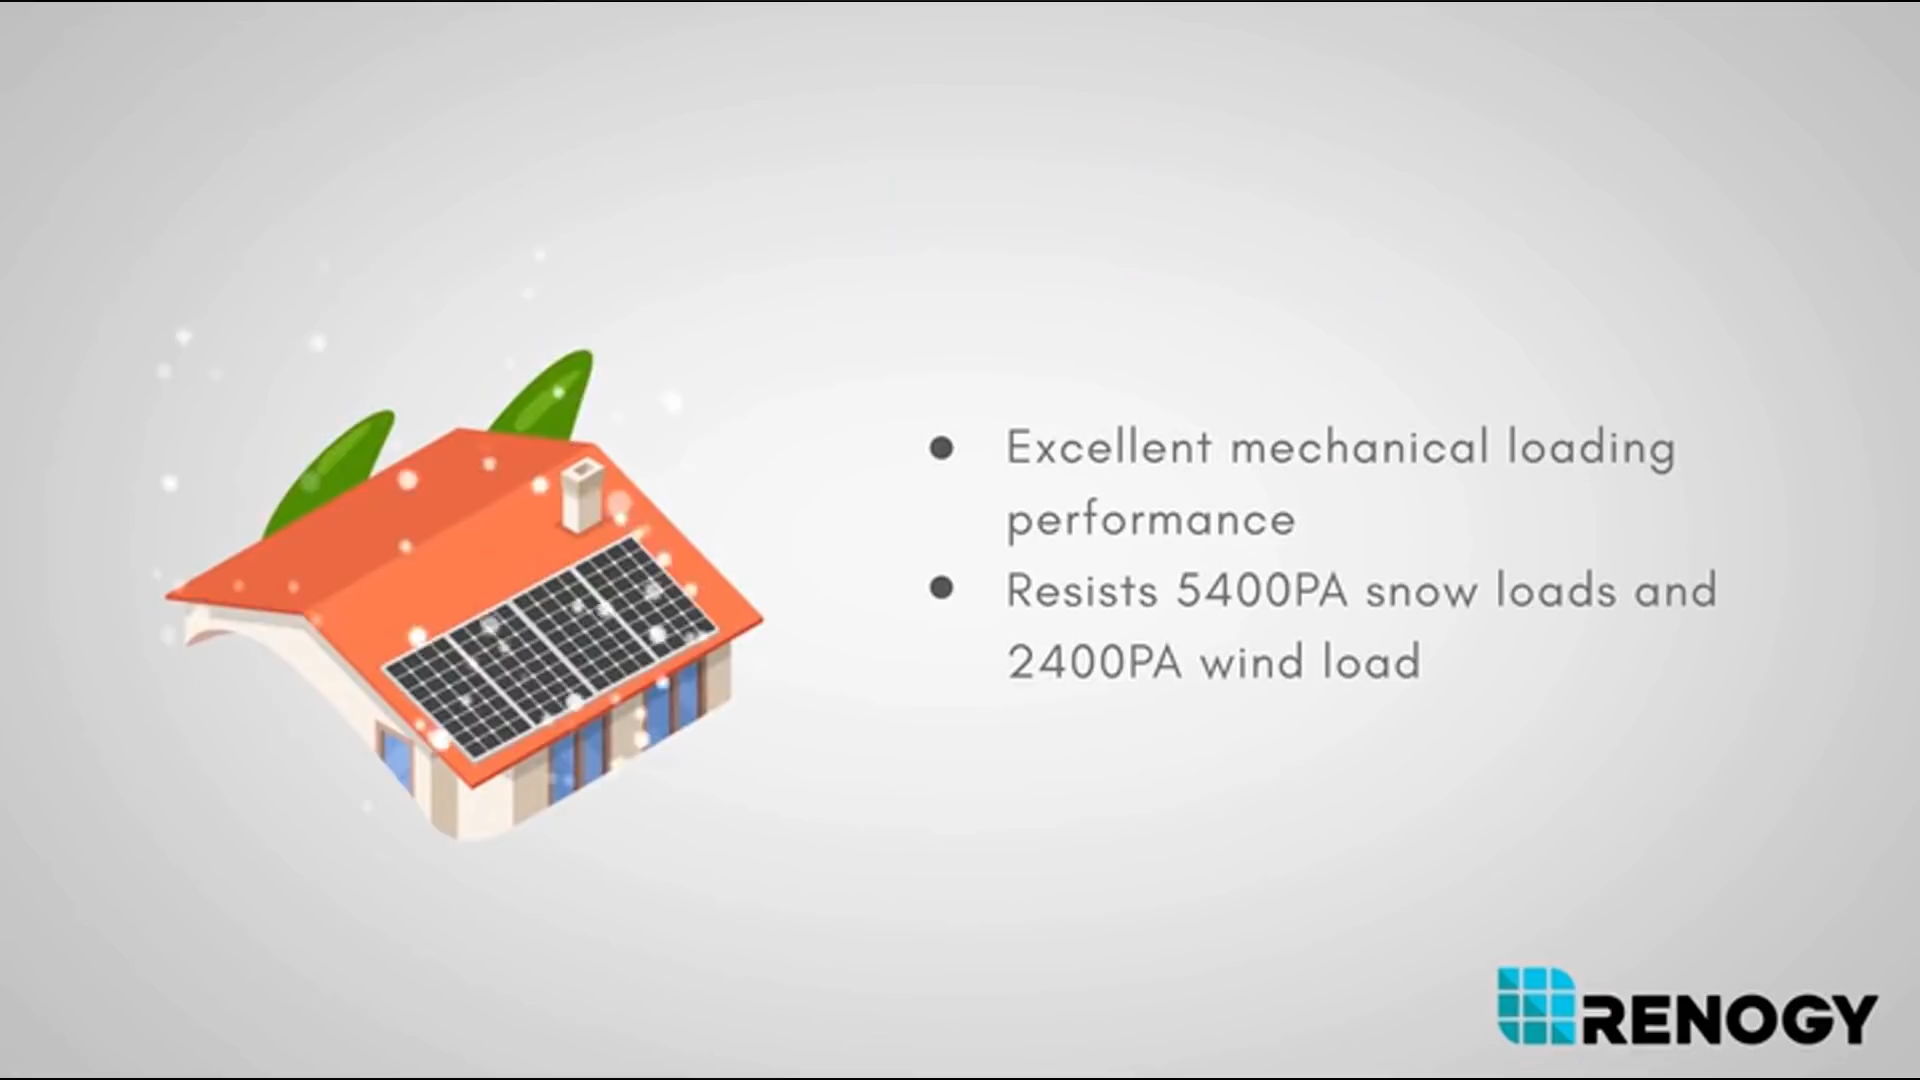 Excellent mechanical loading
performance
Resists 5400PA snow loads and
2400PA wind load
RENOGY